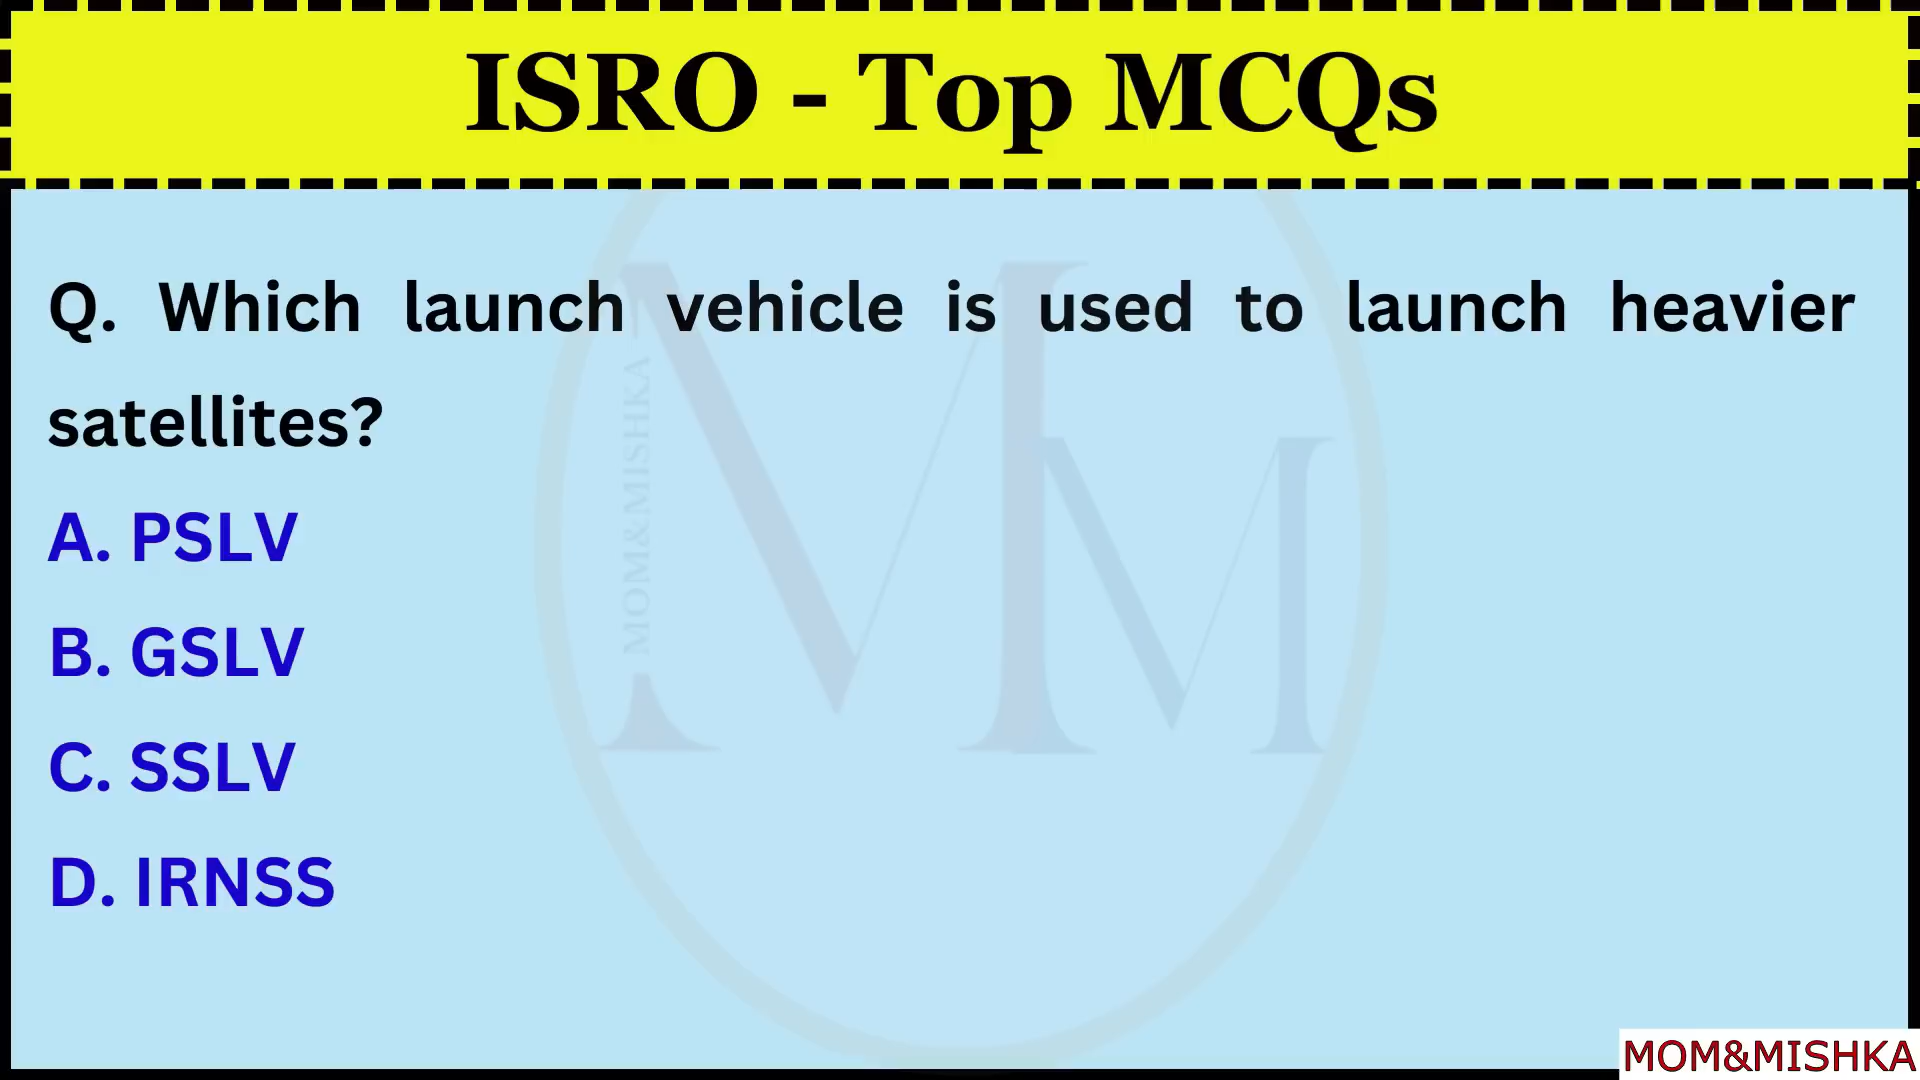 ISRO - Top MCQs
Q. Which launch vehicle is used to launch heavier
satellites?
A. PSLV
B. GSLV
C. SSLV
D. IRNSS
MOM&MISHKA
MM
MOM&MISHKA